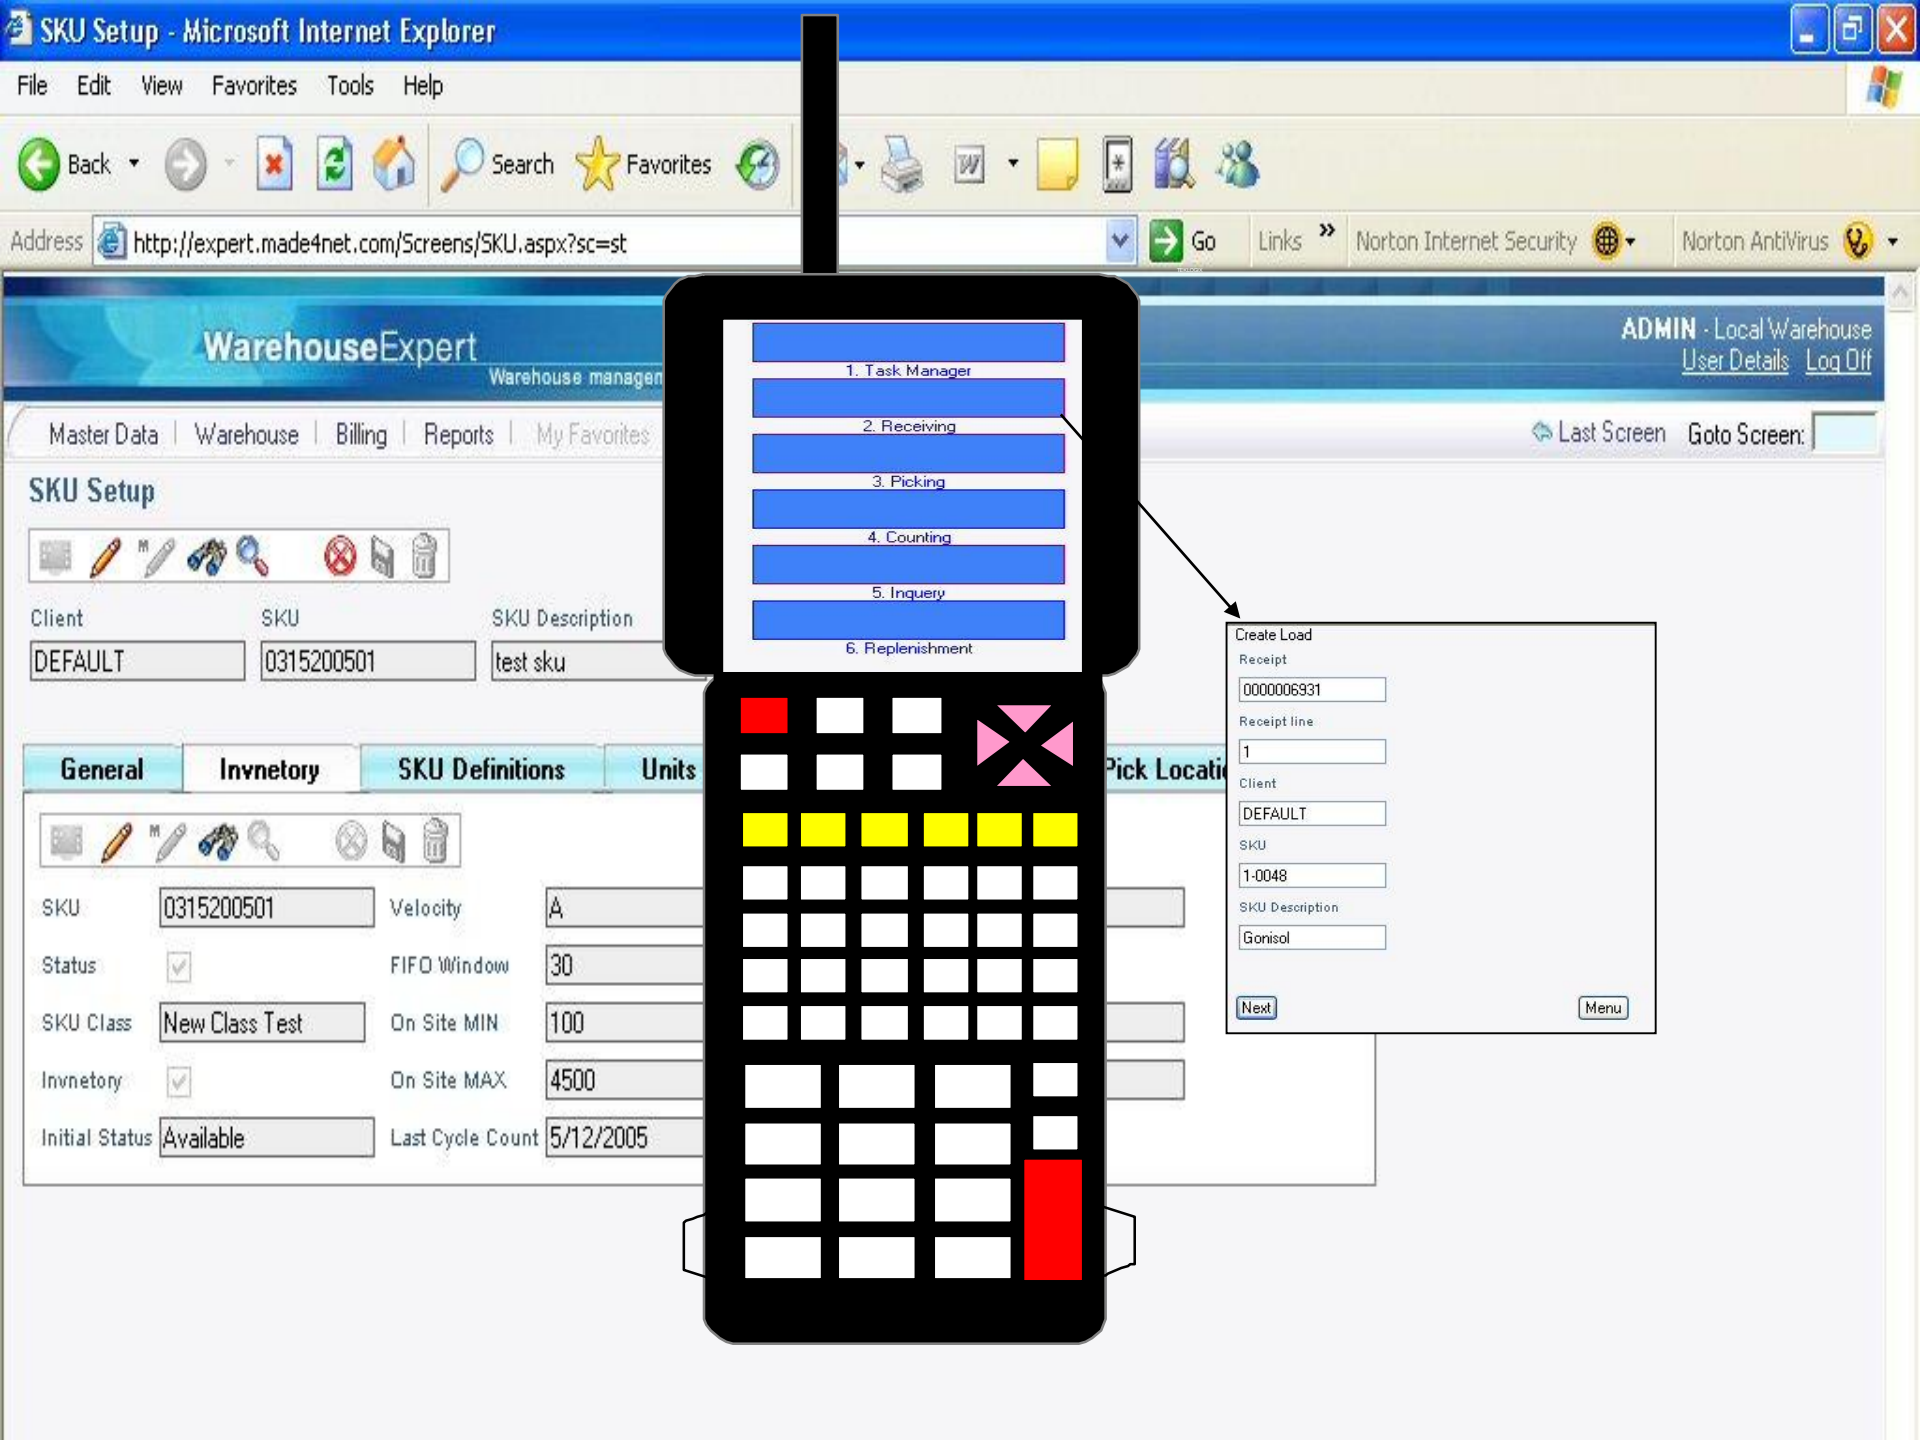 SKU Setup - Microsoft Internet Explorer
File Edit View Favorites Tools Help
Back Search Favorites
Address http://expert.made4net.com/Screens/SKU.aspx?sc=st Go Links » Norton Internet Security Norton AntiVirus
WarehouseExpert
Warehouse managem
ADMIN - Local Warehouse
User Details Log Off
Master Data | Warehouse | Billing | Reports | My Favorites
Last Screen Goto Screen:
SKU Setup
Client SKU SKU Description
DEFAULT 0315200501 test sku
General Invnetory SKU Definitions Units Pick Locatio
SKU 0315200501 Velocity A
Status FIFO Window 30
SKU Class New Class Test On Site MIN 100
Invnetory On Site MAX 4500
Initial Status Available Last Cycle Count 5/12/2005
1. Task Manager
2. Receiving
3. Picking
4. Counting
5. Inquery
6. Replenishment
Create Load
Receipt
0000006931
Receipt line
1
Client
DEFAULT
SKU
1-0048
SKU Description
Gonisol
Next Menu